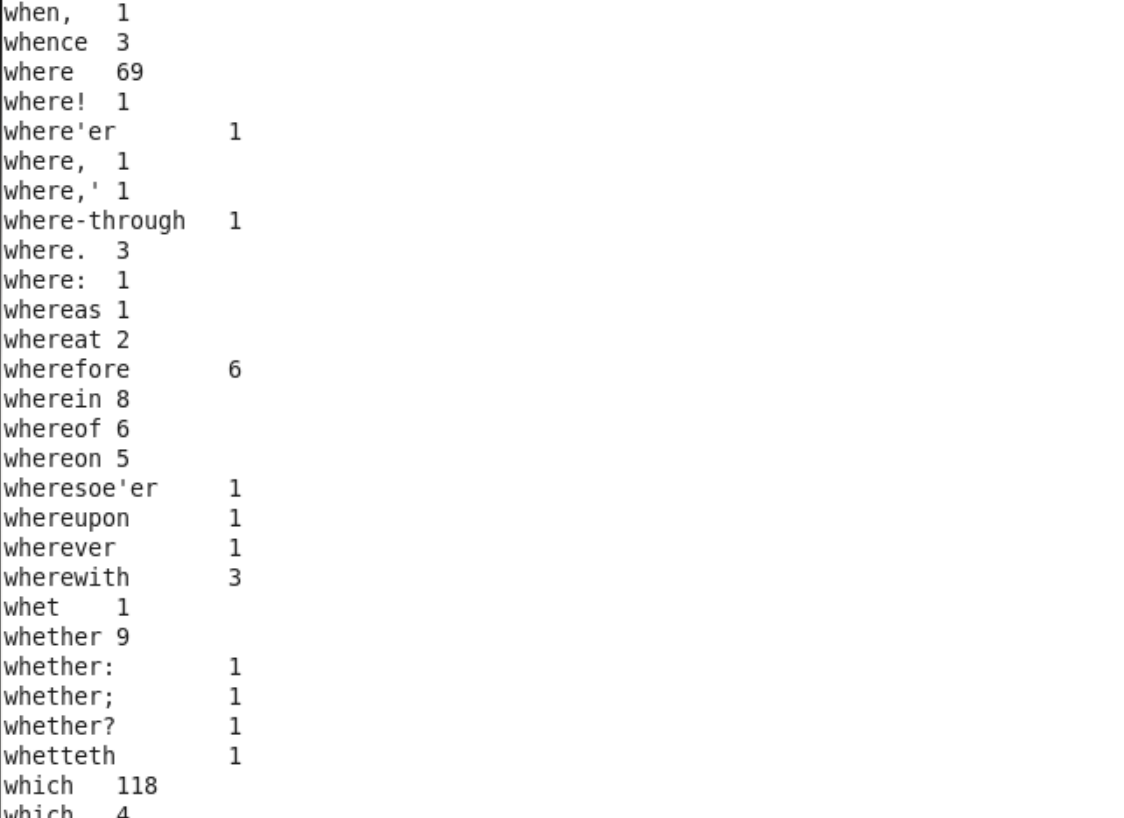 when,	1
whence	3
where	69
where!	1
where'er	1
where,	1
where,'	1
where-through	1
where.	3
where:	1
whereas	1
whereat	2
wherefore	6
wherein	8
whereof	6
whereon	5
wheresoe'er	1
whereupon	1
wherever	1
wherewith	3
whet	1
whether	9
whether:	1
whether;	1
whether?	1
whetteth	1
which	118
which	4